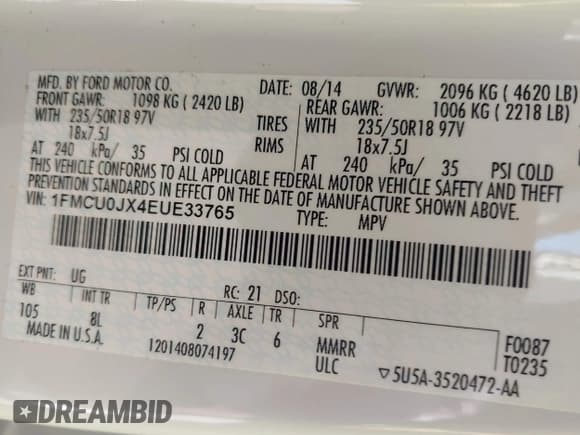 MFD. BY FORD MOTOR CO. DATE: 08/14 GVWR: 2096 KG ( 4620 LB)
FRONT GAWR: 1098 KG ( 2420 LB) REAR GAWR: 1006 KG ( 2218 LB)
WITH 235/50R18 97V TIRES WITH 235/50R18 97V
18x7.5J RIMS 18x7.5J
AT 240 kPa/ 35 PSI COLD AT 240 kPa/ 35 PSI COLD
THIS VEHICLE CONFORMS TO ALL APPLICABLE FEDERAL MOTOR VEHICLE SAFETY AND THEFT
PREVENTION STANDARDS IN EFFECT ON THE DATE OF MANUFACTURE SHOWN ABOVE.
VIN: 1FMCU0JX4EUE33765 TYPE: MPV
EXT PNT: UG RC: 21 DSO:
WB INT TR TP/PS R AXLE TR SPR
105 8L 2 3C 6 MMRR F0087
MADE IN U.S.A. ULC T0235
1201408074197 ▽5U5A-3520472-AA
DREAMBID